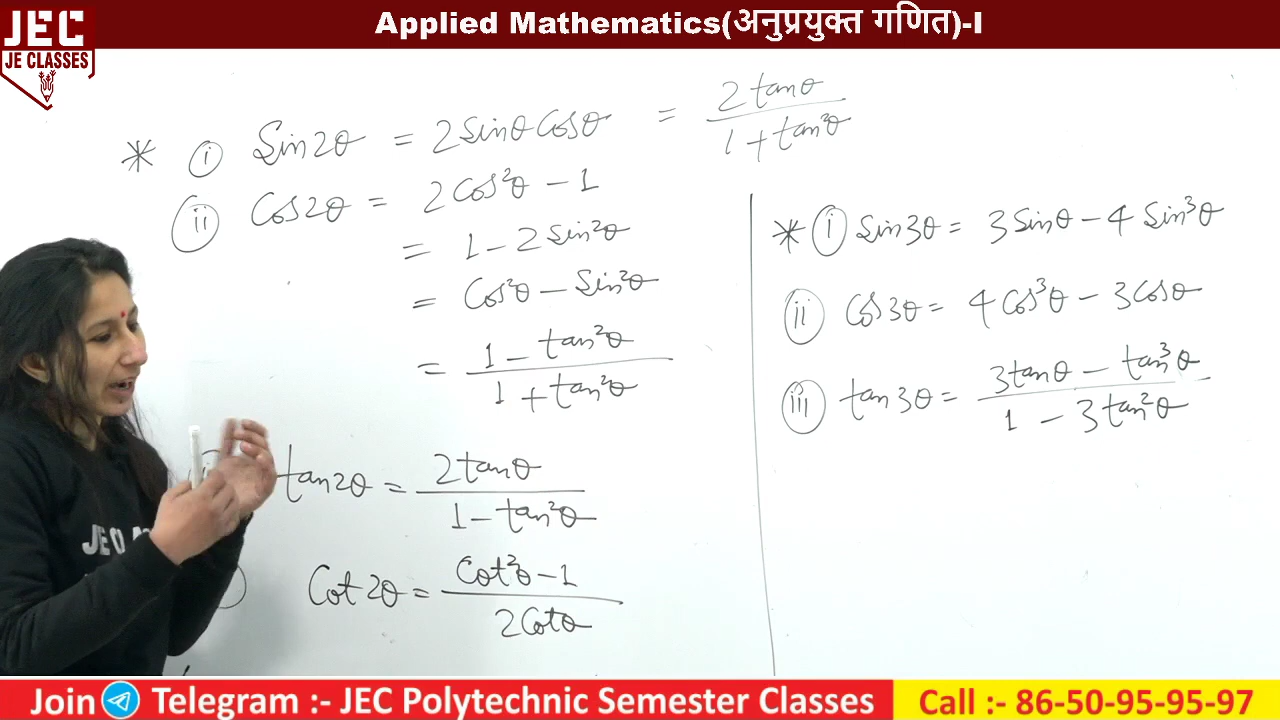 JEC
JE CLASSES
Applied Mathematics(अनुप्रयुक्त गणित)-I
* (i) Sin2θ = 2SinθCosθ = 2tanθ / 1+tan²θ
(ii) Cos2θ = 2Cos²θ - 1
= 1 - 2Sin²θ
= Cos²θ - Sin²θ
= 1 - tan²θ / 1 + tan²θ
tan2θ = 2tanθ / 1 - tan²θ
Cot2θ = Cot²θ - 1 / 2Cotθ
* (i) Sin3θ = 3Sinθ - 4Sin³θ
(ii) Cos3θ = 4Cos³θ - 3Cosθ
(iii) tan3θ = 3tanθ - tan³θ / 1 - 3tan²θ
Join Telegram :- JEC Polytechnic Semester Classes
Call :- 86-50-95-95-97